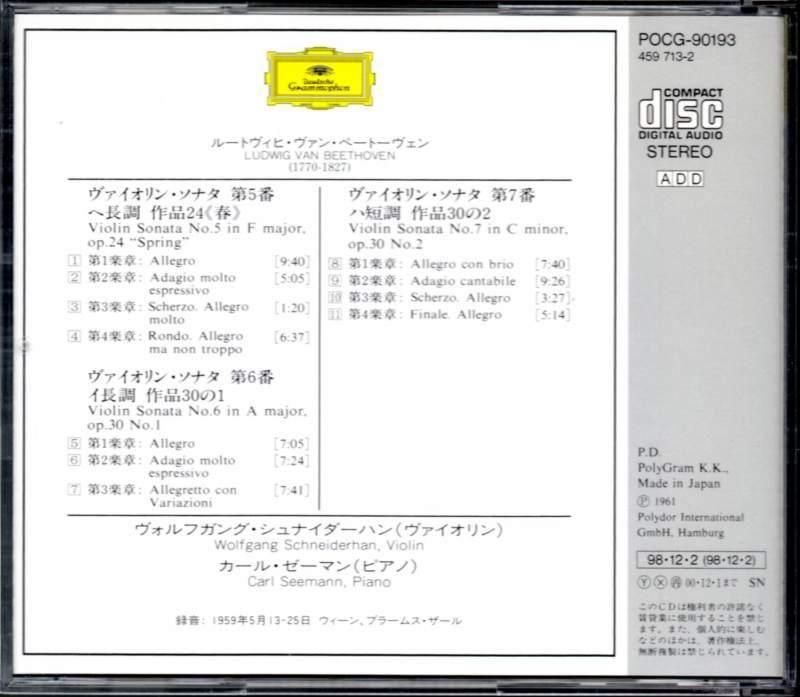 Deutsche
Grammophon
ルートヴィヒ・ヴァン・ベートーヴェン
LUDWIG VAN BEETHOVEN
(1770-1827)
ヴァイオリン・ソナタ 第5番
ヘ長調 作品24《春》
Violin Sonata No.5 in F major,
op.24 “Spring”
1 第1楽章: Allegro [9:40]
2 第2楽章: Adagio molto [5:05]
espressivo
3 第3楽章: Scherzo. Allegro [1:20]
molto
4 第4楽章: Rondo. Allegro [6:37]
ma non troppo
ヴァイオリン・ソナタ 第6番
イ長調 作品30の1
Violin Sonata No.6 in A major,
op.30 No.1
5 第1楽章: Allegro [7:05]
6 第2楽章: Adagio molto [7:24]
espressivo
7 第3楽章: Allegretto con [7:41]
Variazioni
ヴァイオリン・ソナタ 第7番
ハ短調 作品30の2
Violin Sonata No.7 in C minor,
op.30 No.2
8 第1楽章: Allegro con brio [7:40]
9 第2楽章: Adagio cantabile [9:26]
10 第3楽章: Scherzo. Allegro [3:27]
11 第4楽章: Finale. Allegro [5:14]
ヴォルフガング・シュナイダーハン(ヴァイオリン)
Wolfgang Schneiderhan, Violin
カール・ゼーマン(ピアノ)
Carl Seemann, Piano
録音: 1959年5月13-25日 ウィーン、ブラームス・ザール
POCG-90193
459 713-2
COMPACT
disc
DIGITAL AUDIO
STEREO
ADD
P.D.
PolyGram K.K.,
Made in Japan
Ⓟ 1961
Polydor International
GmbH, Hamburg
98・12・2 (98・12・2)
Ⓨ Ⓧ 00・12・1まで SN
このCDは権利者の許諾なく
賃貸業に使用することを禁じ
ます。また、個人的に楽しむ
などのほかは、著作権法上、
無断複製は禁じられています。